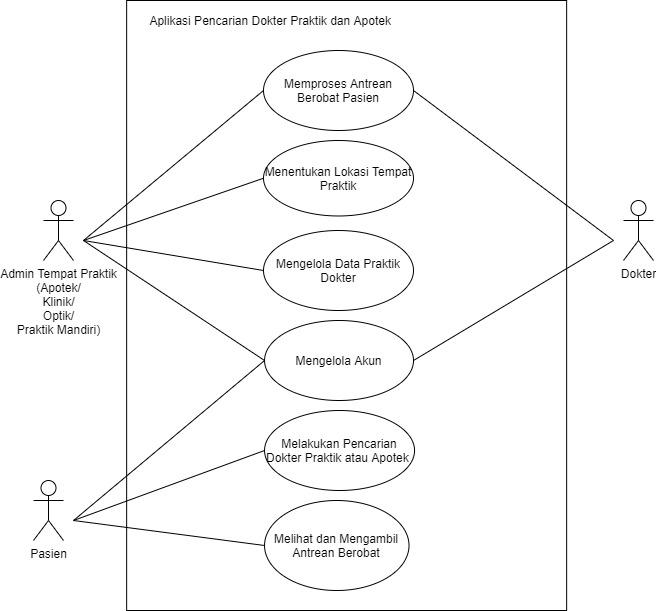 Aplikasi Pencarian Dokter Praktik dan Apotek
Memproses Antrean
Berobat Pasien
Menentukan Lokasi Tempat
Praktik
Mengelola Data Praktik
Dokter
Mengelola Akun
Melakukan Pencarian
Dokter Praktik atau Apotek
Melihat dan Mengambil
Antrean Berobat
Admin Tempat Praktik
(Apotek/
Klinik/
Optik/
Praktik Mandiri)
Dokter
Pasien